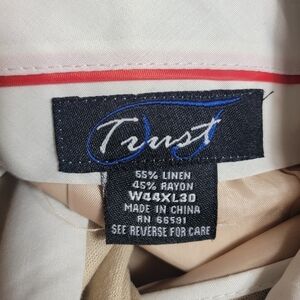 Trust
55% LINEN
45% RAYON
W44XL30
MADE IN CHINA
RN 66591
SEE REVERSE FOR CARE